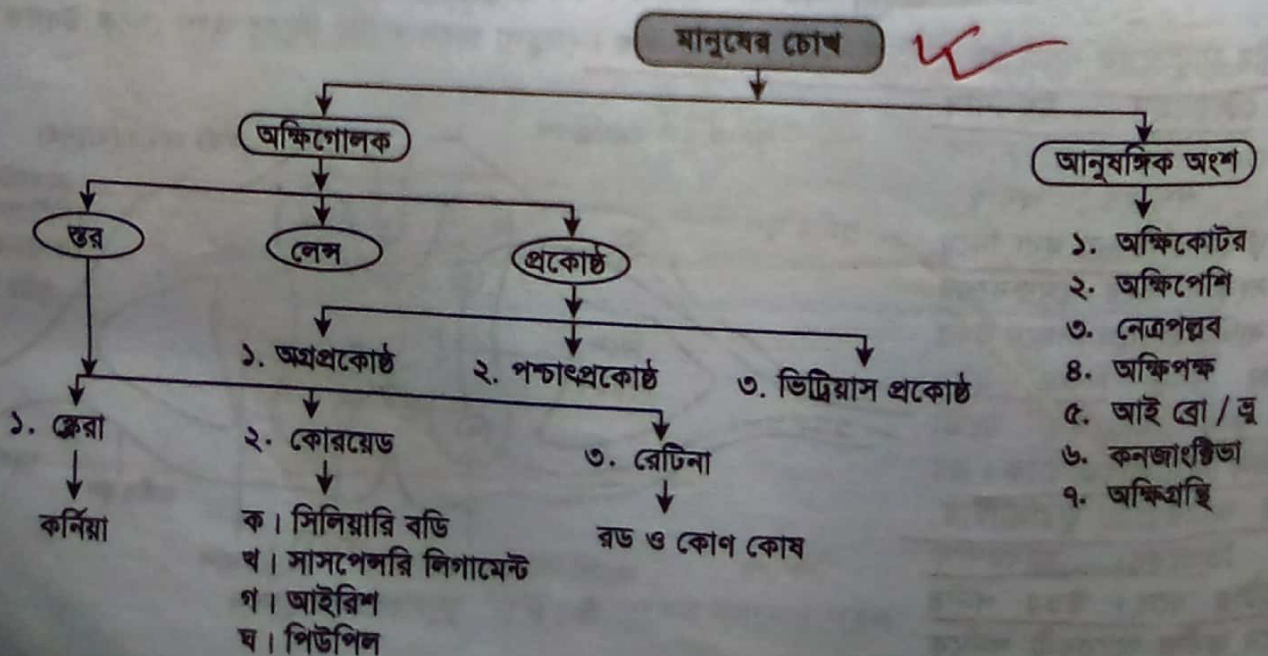 মানুষের চোখ
অক্ষিগোলক
আনুষঙ্গিক অংশ
স্তর
লেন্স
প্রকোষ্ঠ
১. অগ্রপ্রকোষ্ঠ
২. পশ্চাৎপ্রকোষ্ঠ
৩. ভিট্রিয়াস প্রকোষ্ঠ
১. স্ক্লেরা
কর্নিয়া
২. কোরয়েড
ক। সিলিয়ারি বডি
খ। সাসপেন্সরি লিগামেন্ট
গ। আইরিশ
ঘ। পিউপিল
৩. রেটিনা
রড ও কোণ কোষ
১. অক্ষিকোটর
২. অক্ষিপেশি
৩. নেত্রপল্লব
৪. অক্ষিপক্ষ
৫. আই ব্রো / ভ্রূ
৬. কনজাংক্টিভা
৭. অক্ষিগ্রন্থি